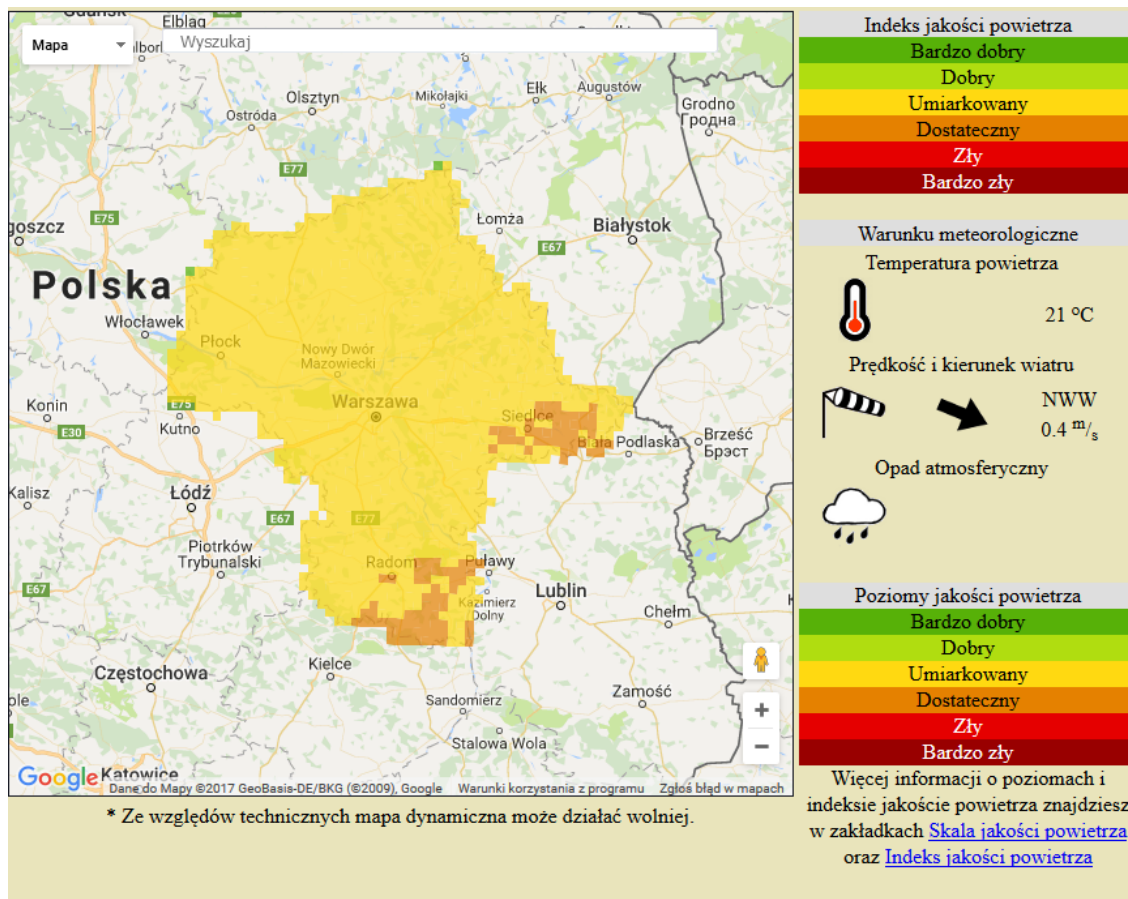 Gdańsk
Elbląg
Mapa
Wyszukaj
Olsztyn
Mikołajki
Ełk
Augustów
Ostróda
Grodno
Гродна
E77
Łomża
E75
Białystok
goszcz
E67
Polska
Włocławek
Płock
Nowy Dwór
Mazowiecki
Konin
E75
Warszawa
Siedlce
E30
Kutno
Biała Podlaska
Brześć
Брэст
Kalisz
Łódź
E67
E77
Piotrków
Trybunalski
Radom
Puławy
E67
Lublin
Kazimierz
Dolny
Chełm
Kielce
Częstochowa
Zamość
Sandomierz
ole
Stalowa Wola
+
−
Google
Katowice
Dane do Mapy ©2017 GeoBasis-DE/BKG (©2009), Google Warunki korzystania z programu Zgłoś błąd w mapach
* Ze względów technicznych mapa dynamiczna może działać wolniej.
Indeks jakości powietrza
Bardzo dobry
Dobry
Umiarkowany
Dostateczny
Zły
Bardzo zły
Warunku meteorologiczne
Temperatura powietrza
21 °C
Prędkość i kierunek wiatru
NWW
0.4 m/s
Opad atmosferyczny
Poziomy jakości powietrza
Bardzo dobry
Dobry
Umiarkowany
Dostateczny
Zły
Bardzo zły
Więcej informacji o poziomach i
indeksie jakoście powietrza znajdziesz
w zakładkach Skala jakości powietrza
oraz Indeks jakości powietrza